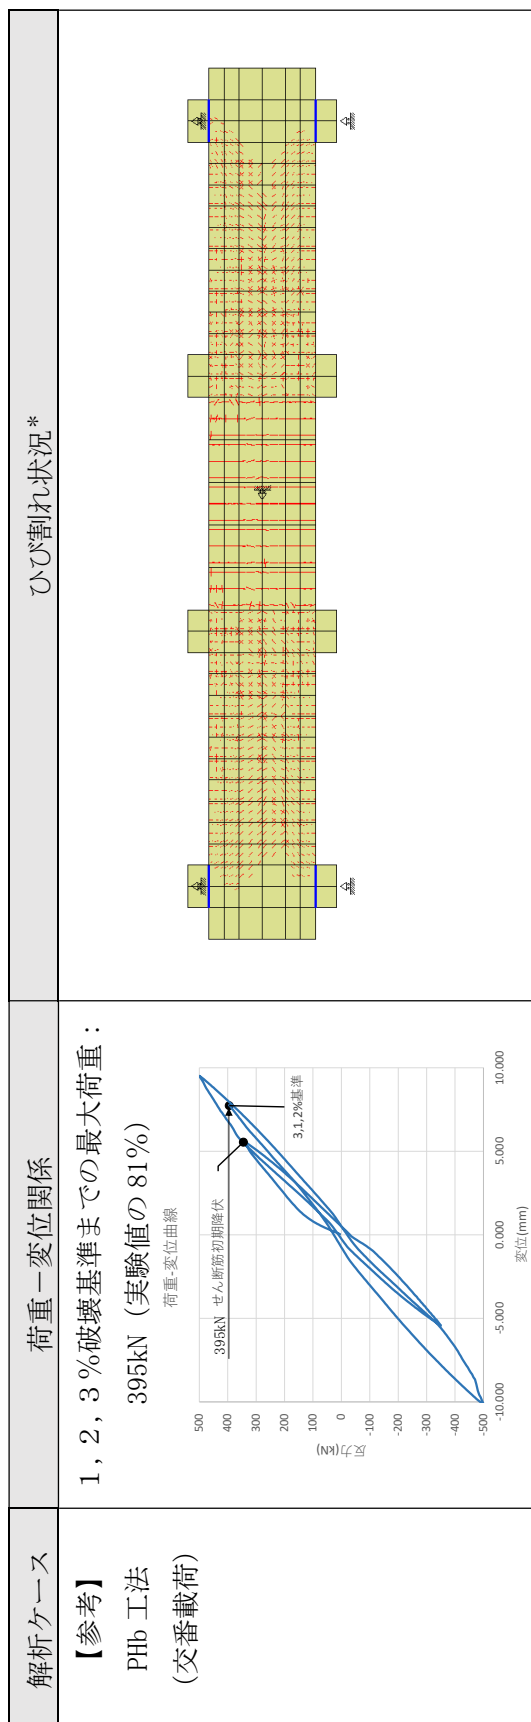 解析ケース
荷重－変位関係
ひび割れ状況*
【参考】
PHb 工法
(交番載荷)
1, 2, 3%破壊基準までの最大荷重：
395kN (実験値の 81%)
荷重-変位曲線
395kN せん断筋初期降伏
3,1,2%基準
反力(kN)
500
400
300
200
100
0
-100
-200
-300
-400
-500
-10.000
-5.000
0.000
5.000
10.000
変位(mm)